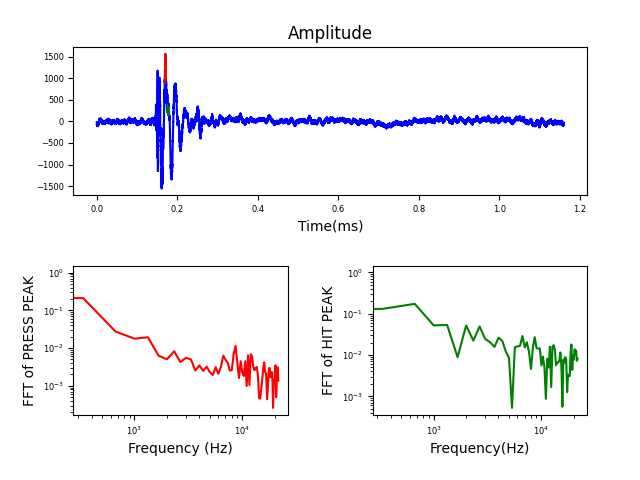 Amplitude
1500
1000
500
0
−500
−1000
−1500
0.0 0.2 0.4 0.6 0.8 1.0 1.2
Time(ms)
FFT of PRESS PEAK
10⁰
10⁻¹
10⁻²
10⁻³
10³ 10⁴
Frequency (Hz)
FFT of HIT PEAK
10⁰
10⁻¹
10⁻²
10⁻³
10³ 10⁴
Frequency(Hz)